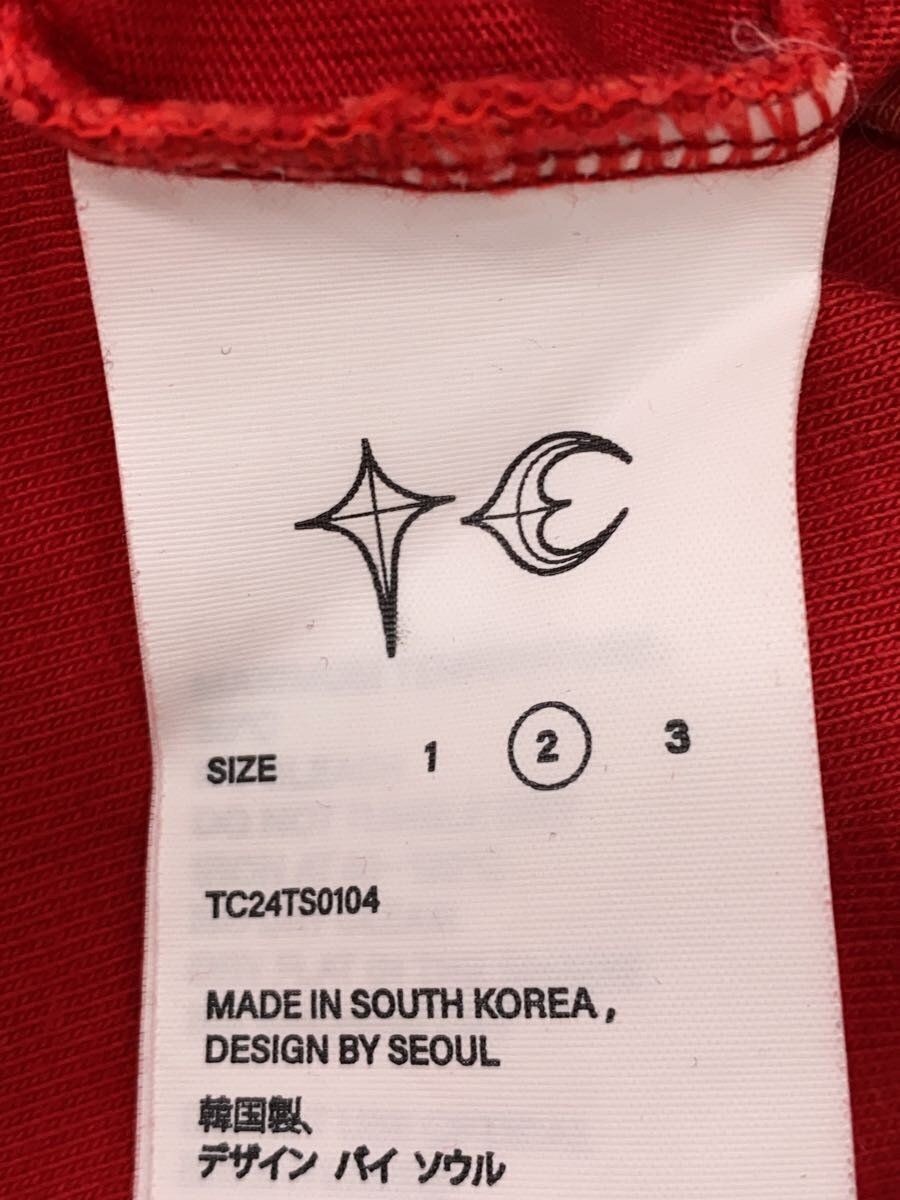 SIZE 1 2 3
TC24TS0104
MADE IN SOUTH KOREA ,
DESIGN BY SEOUL
韓国製、
デザイン バイ ソウル